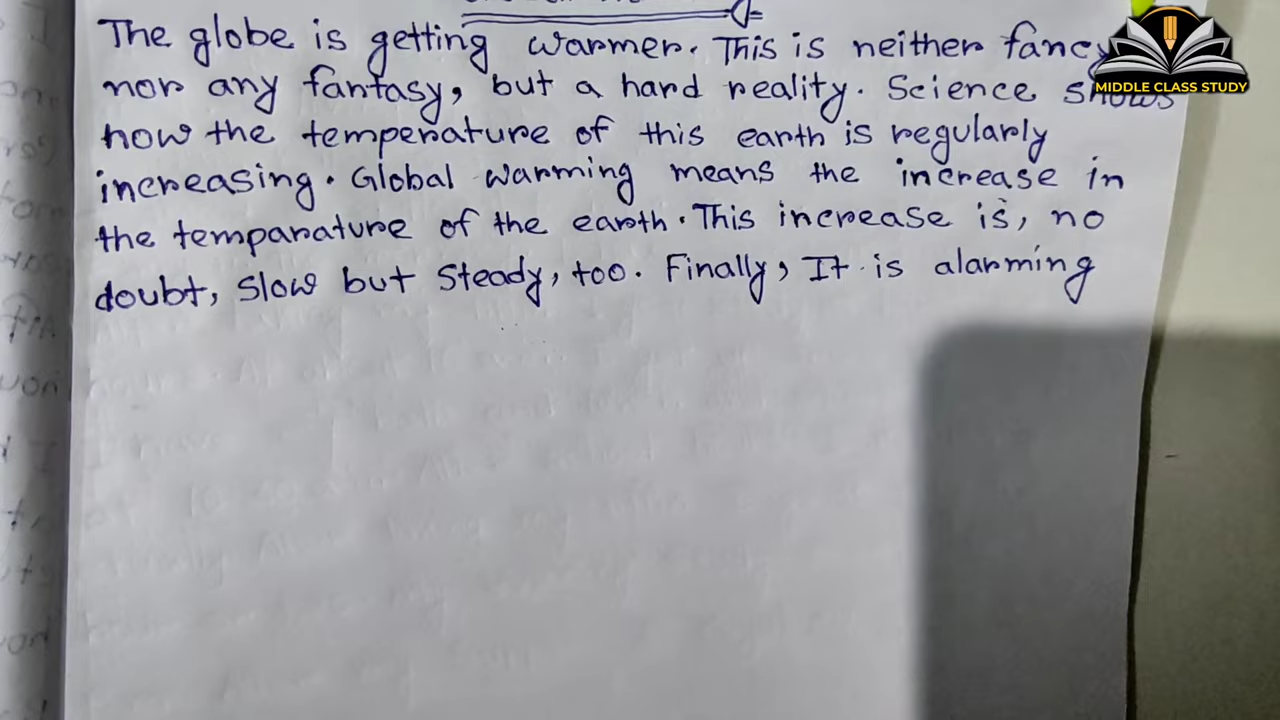 The globe is getting warmer. This is neither fancy
nor any fantasy, but a hard reality. Science shows
how the temperature of this earth is regularly
increasing. Global warming means the increase in
the temparature of the earth. This increase is, no
doubt, slow but steady, too. Finally, It is alarming
MIDDLE CLASS STUDY